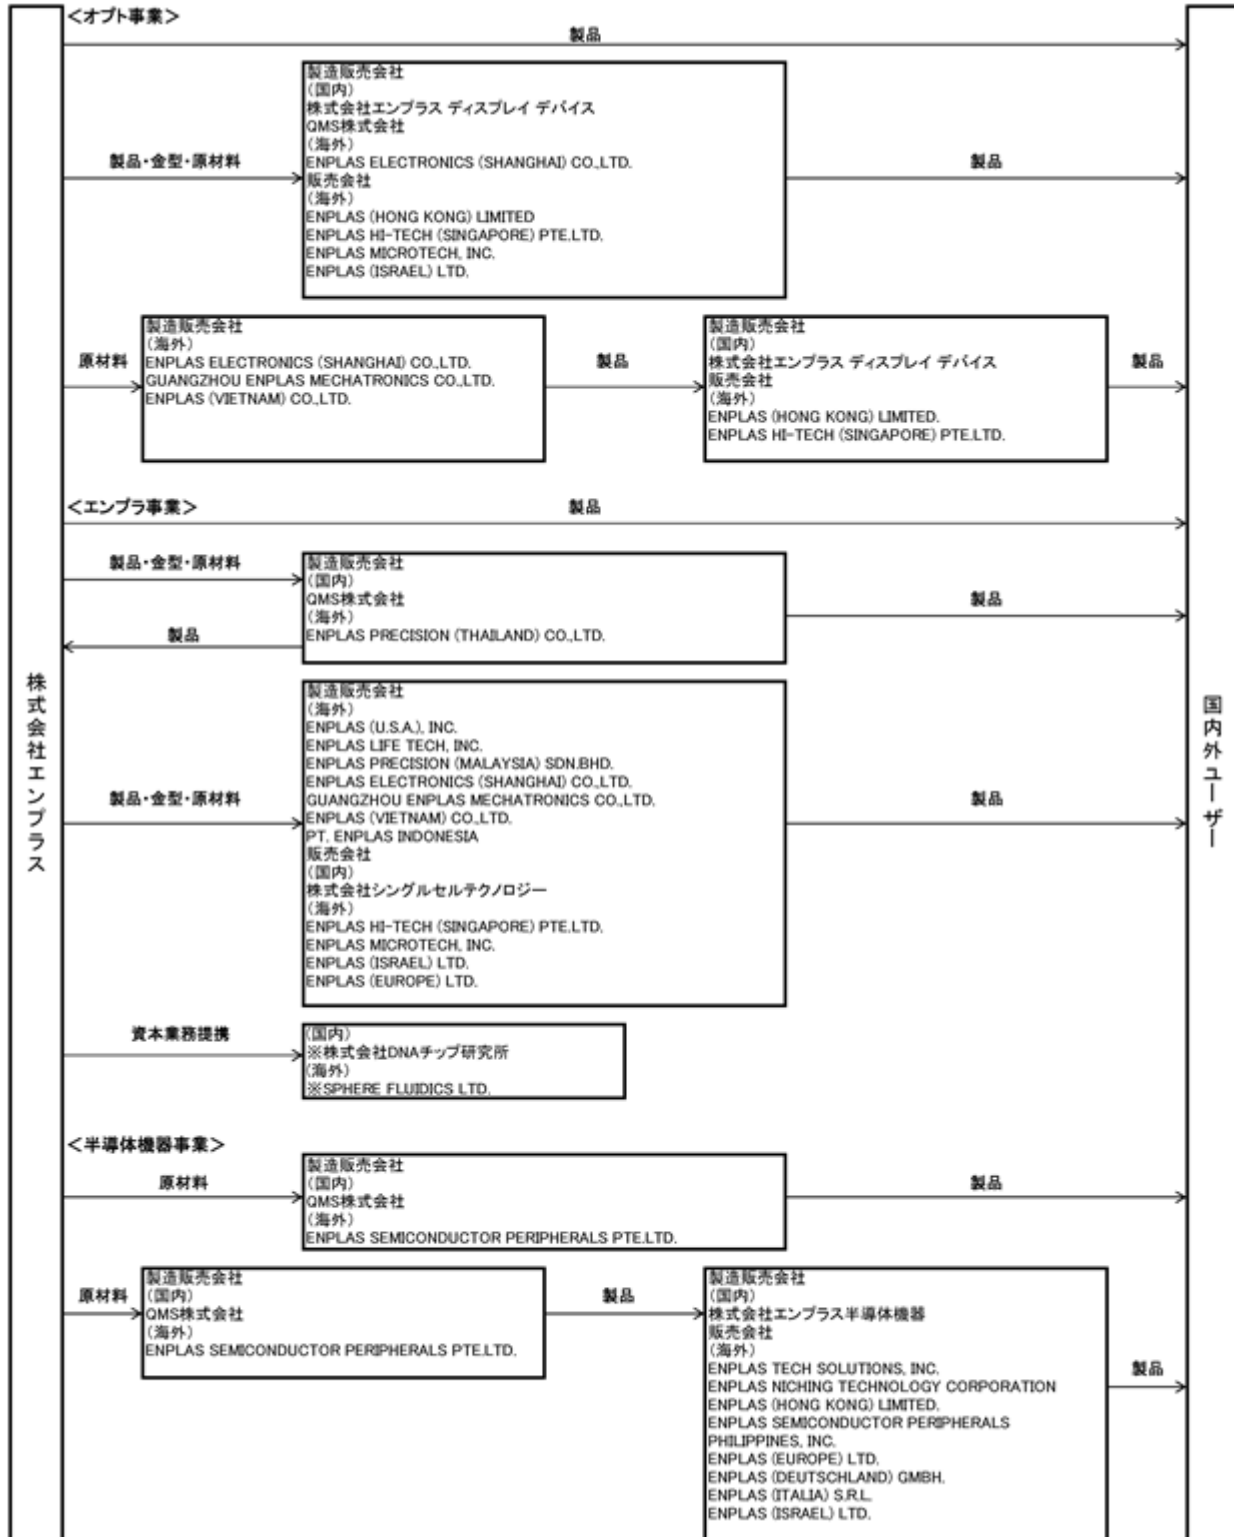 <オプト事業>
製品
製造販売会社
(国内)
株式会社エンプラス ディスプレイ デバイス
QMS株式会社
(海外)
ENPLAS ELECTRONICS (SHANGHAI) CO.,LTD.
販売会社
(海外)
ENPLAS (HONG KONG) LIMITED
ENPLAS HI-TECH (SINGAPORE) PTE.LTD.
ENPLAS MICROTECH, INC.
ENPLAS (ISRAEL) LTD.
製品・金型・原材料
製品
原材料
製造販売会社
(海外)
ENPLAS ELECTRONICS (SHANGHAI) CO.,LTD.
GUANGZHOU ENPLAS MECHATRONICS CO.,LTD.
ENPLAS (VIETNAM) CO.,LTD.
製品
製造販売会社
(国内)
株式会社エンプラス ディスプレイ デバイス
販売会社
(海外)
ENPLAS (HONG KONG) LIMITED.
ENPLAS HI-TECH (SINGAPORE) PTE.LTD.
製品
<エンプラ事業>
製品
製品・金型・原材料
製品
製造販売会社
(国内)
QMS株式会社
(海外)
ENPLAS PRECISION (THAILAND) CO.,LTD.
製品
株式会社エンプラス
国内外ユーザー
製品・金型・原材料
製造販売会社
(海外)
ENPLAS (U.S.A.), INC.
ENPLAS LIFE TECH, INC.
ENPLAS PRECISION (MALAYSIA) SDN.BHD.
ENPLAS ELECTRONICS (SHANGHAI) CO.,LTD.
GUANGZHOU ENPLAS MECHATRONICS CO.,LTD.
ENPLAS (VIETNAM) CO.,LTD.
PT. ENPLAS INDONESIA
販売会社
(国内)
株式会社シングルセルテクノロジー
(海外)
ENPLAS HI-TECH (SINGAPORE) PTE.LTD.
ENPLAS MICROTECH, INC.
ENPLAS (ISRAEL) LTD.
ENPLAS (EUROPE) LTD.
製品
資本業務提携
(国内)
※株式会社DNAチップ研究所
(海外)
※SPHERE FLUIDICS LTD.
<半導体機器事業>
原材料
製造販売会社
(国内)
QMS株式会社
(海外)
ENPLAS SEMICONDUCTOR PERIPHERALS PTE.LTD.
製品
原材料
製造販売会社
(国内)
QMS株式会社
(海外)
ENPLAS SEMICONDUCTOR PERIPHERALS PTE.LTD.
製品
製造販売会社
(国内)
株式会社エンプラス半導体機器
販売会社
(海外)
ENPLAS TECH SOLUTIONS, INC.
ENPLAS NICHING TECHNOLOGY CORPORATION
ENPLAS (HONG KONG) LIMITED.
ENPLAS SEMICONDUCTOR PERIPHERALS
PHILIPPINES, INC.
ENPLAS (EUROPE) LTD.
ENPLAS (DEUTSCHLAND) GMBH.
ENPLAS (ITALIA) S.R.L.
ENPLAS (ISRAEL) LTD.
製品